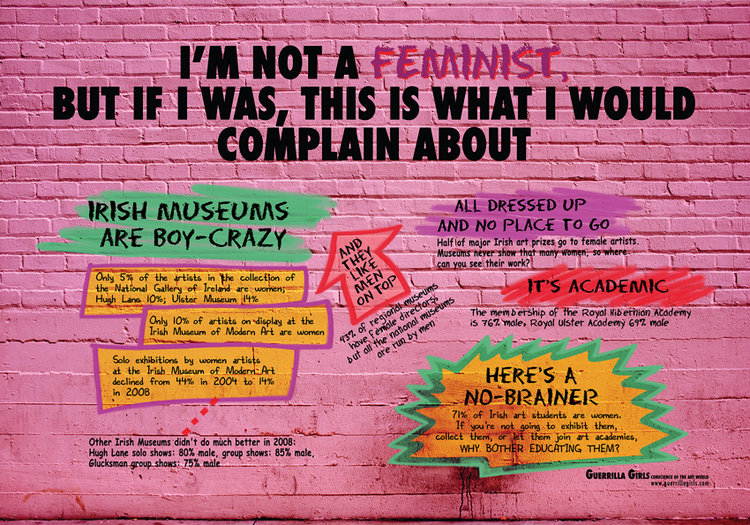 I'M NOT A FEMINIST,
BUT IF I WAS, THIS IS WHAT I WOULD
COMPLAIN ABOUT
IRISH MUSEUMS
ARE BOY-CRAZY
Only 5% of the artists in the collection of
the National Gallery of Ireland are women;
Hugh Lane 10%; Ulster Museum 14%
Only 10% of artists on display at the
Irish Museum of Modern Art are women
Solo exhibitions by women artists
at the Irish Museum of Modern Art
declined from 44% in 2004 to 14%
in 2008
Other Irish Museums didn't do much better in 2008:
Hugh Lane solo shows: 80% male, group shows: 85% male,
Glucksman group shows: 75% male
AND
THEY
LIKE
MEN
ON TOP
43% of regional museums
have female directors,
but all the national museums
are run by men
ALL DRESSED UP
AND NO PLACE TO GO
Half of major Irish art prizes go to female artists.
Museums never show that many women, so where
can you see their work?
IT'S ACADEMIC
The membership of the Royal Hibernian Academy
is 76% male, Royal Ulster Academy 69% male
HERE'S A
NO-BRAINER
71% of Irish art students are women.
If you're not going to exhibit them,
collect them, or let them join art academies,
WHY BOTHER EDUCATING THEM?
GUERRILLA GIRLS CONSCIENCE OF THE ART WORLD
www.guerrillagirls.com